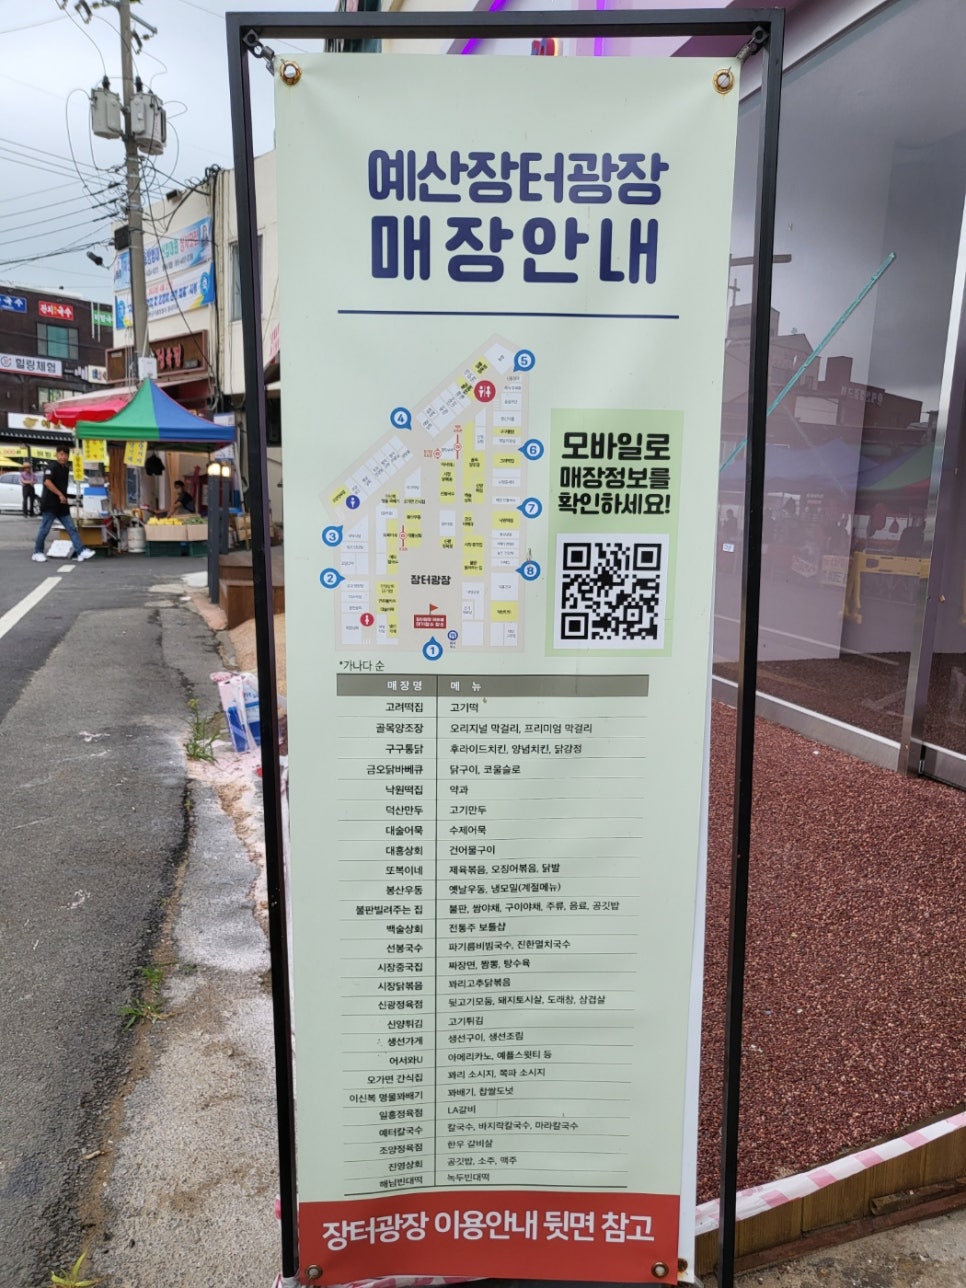 예산장터광장
매장안내
모바일로
매장정보를
확인하세요!
5
4
6
7
3
8
2
1
장터광장
*가나다 순
매장명 메 뉴
고려떡집 고기떡
골목양조장 오리지널 막걸리, 프리미엄 막걸리
구구통닭 후라이드치킨, 양념치킨, 닭강정
금오닭바베큐 닭구이, 코울슬로
낙원떡집 약과
덕산만두 고기만두
대술어묵 수제어묵
대흥상회 건어물구이
또복이네 제육볶음, 오징어볶음, 닭발
봉산우동 옛날우동, 냉모밀(계절메뉴)
불판빌려주는 집 불판, 쌈야채, 구이야채, 주류, 음료, 공깃밥
백술상회 전통주 보틀샵
선봉국수 파기름비빔국수, 진한멸치국수
시장중국집 짜장면, 짬뽕, 탕수육
시장닭볶음 꽈리고추닭볶음
신광정육점 뒷고기모둠, 돼지토시살, 도래창, 삼겹살
신양튀김 고기튀김
생선가게 생선구이, 생선조림
어서와U 아메리카노, 애플스윗티 등
오가면 간식집 꽈리 소시지, 쪽파 소시지
이신복 명물꽈배기 꽈배기, 찹쌀도넛
일흥정육점 LA갈비
예터칼국수 칼국수, 바지락칼국수, 마라칼국수
조양정육점 한우 갈비살
진영상회 공깃밥, 소주, 맥주
해님빈대떡 녹두빈대떡
장터광장 이용안내 뒷면 참고
잔치국수
힐링체험